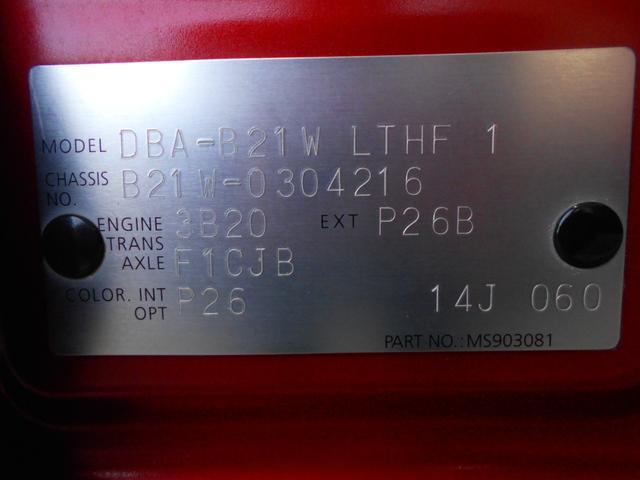 MODEL DBA-B21W LTHF 1
CHASSIS NO. B21W-0304216
ENGINE 3B20 EXT P26B
TRANS AXLE F1CJB
COLOR. INT P26 14J 060
OPT
PART NO.:MS903081